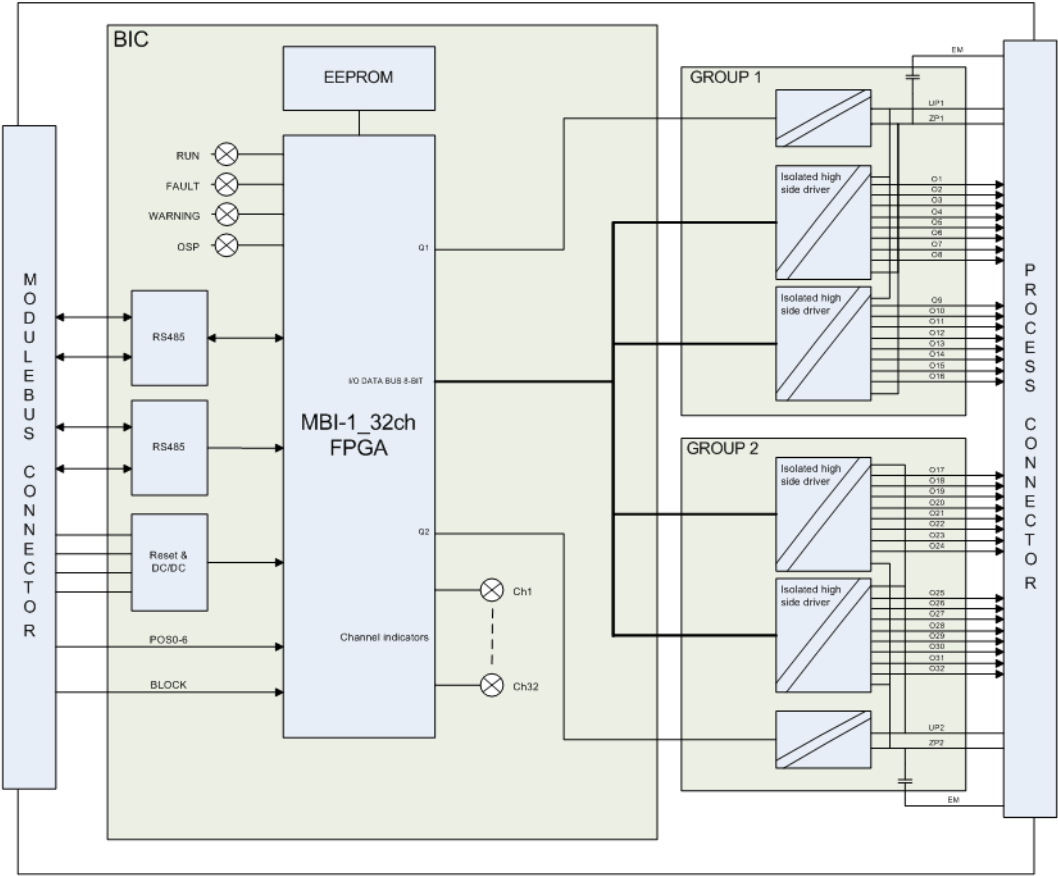 BIC
EEPROM
RUN
FAULT
WARNING
OSP
MODULEBUS CONNECTOR
RS485
RS485
Reset &
DC/DC
POS0-6
BLOCK
Q1
I/O DATA BUS 8-BIT
MBI-1_32ch
FPGA
Q2
Channel indicators
Ch1
Ch32
GROUP 1
EM
UP1
ZP1
Isolated high
side driver
O1
O2
O3
O4
O5
O6
O7
O8
Isolated high
side driver
O9
O10
O11
O12
O13
O14
O15
O16
GROUP 2
Isolated high
side driver
O17
O18
O19
O20
O21
O22
O23
O24
Isolated high
side driver
O25
O26
O27
O28
O29
O30
O31
O32
UP2
ZP2
EM
PROCESS CONNECTOR